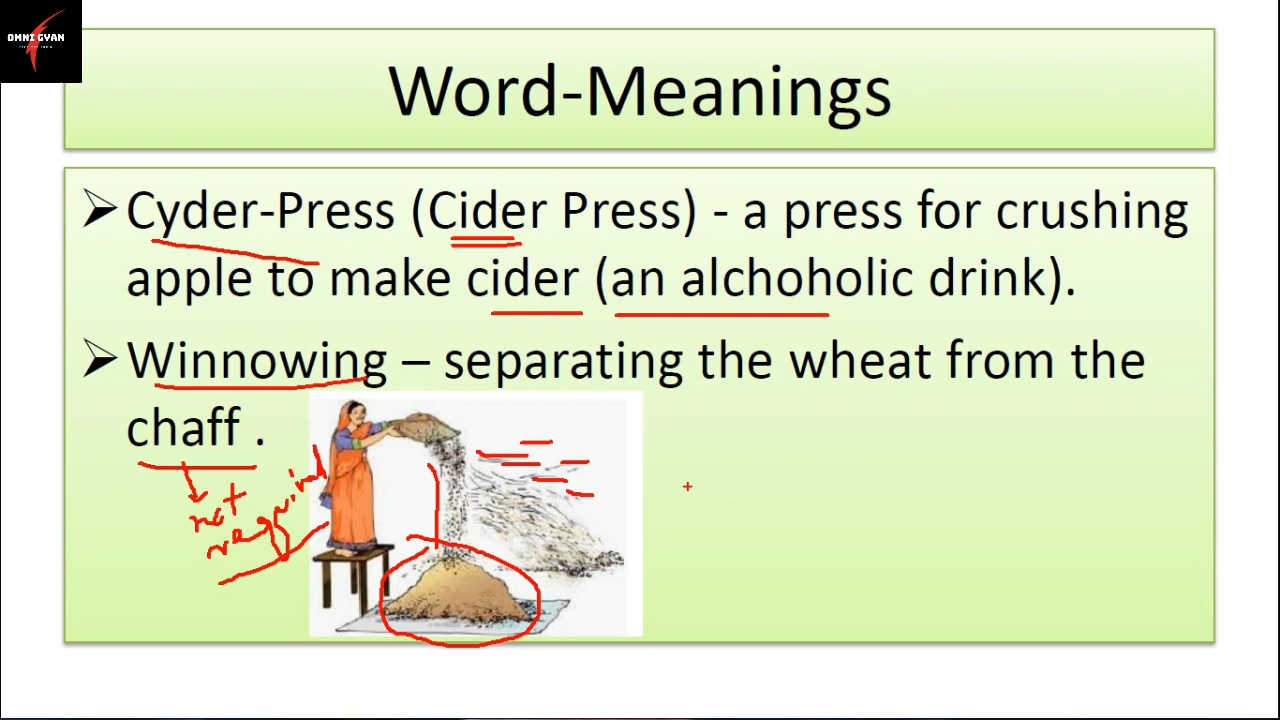 OMNI GYAN
Word-Meanings
Cyder-Press (Cider Press) - a press for crushing
apple to make cider (an alchoholic drink).
Winnowing – separating the wheat from the
chaff .
not
required